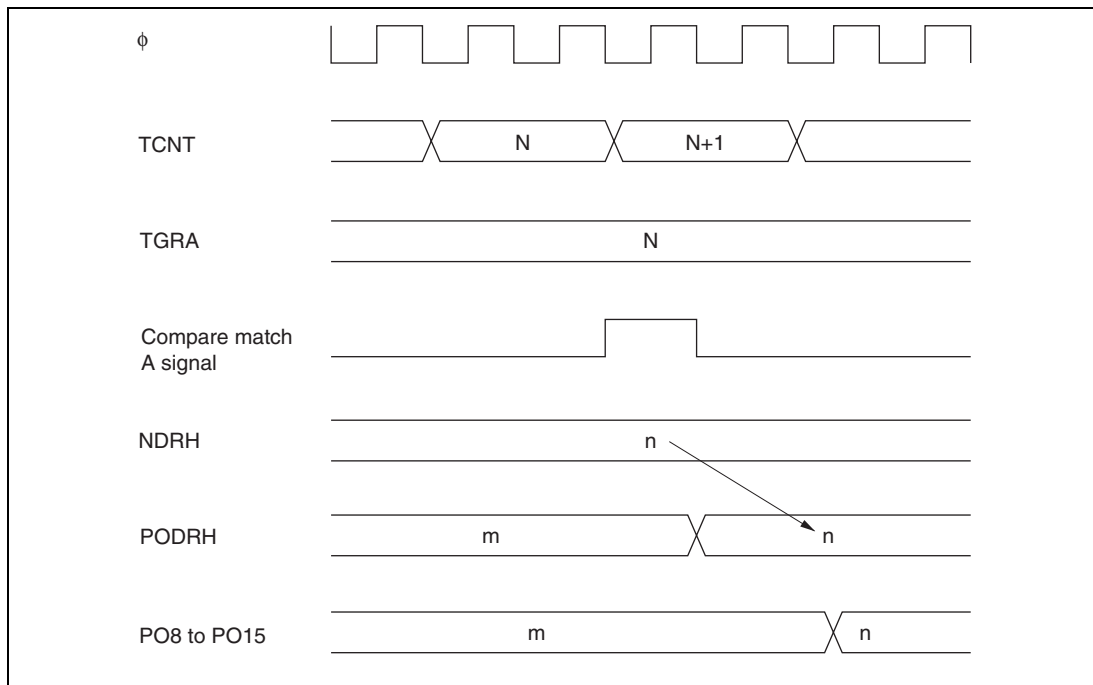 ϕ
TCNT N N+1
TGRA N
Compare match
A signal
NDRH n
PODRH m n
PO8 to PO15 m n